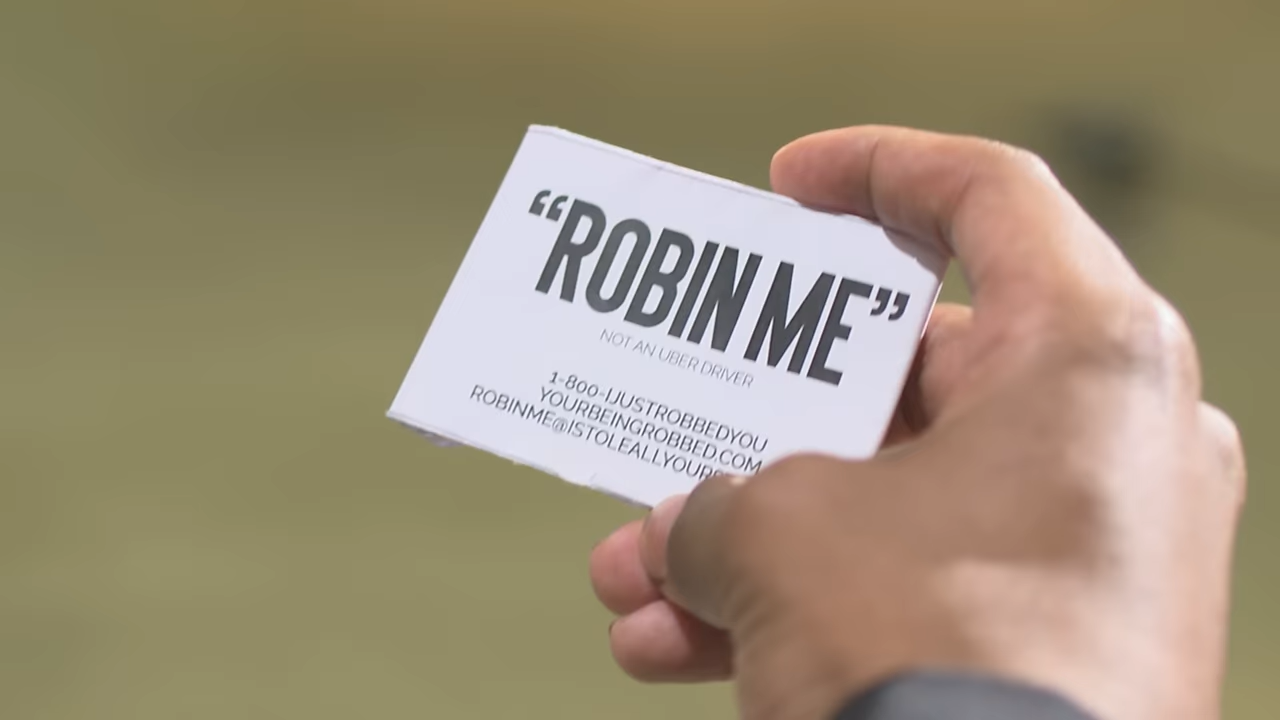 “ROBIN ME”
NOT AN UBER DRIVER
1-800-IJUSTROBBEDYOU
YOURBEINGROBBED.COM